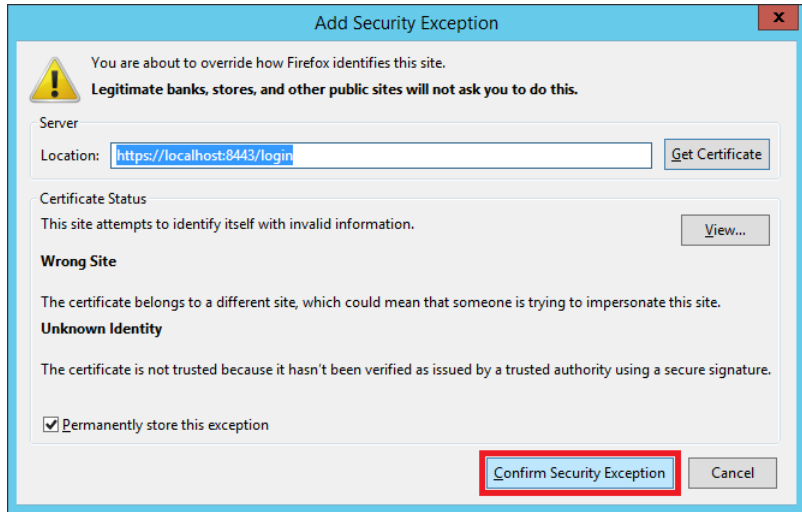 Add Security Exception
x
You are about to override how Firefox identifies this site.
Legitimate banks, stores, and other public sites will not ask you to do this.
Server
Location: https://localhost:8443/login Get Certificate
Certificate Status
This site attempts to identify itself with invalid information.
View...
Wrong Site
The certificate belongs to a different site, which could mean that someone is trying to impersonate this site.
Unknown Identity
The certificate is not trusted because it hasn't been verified as issued by a trusted authority using a secure signature.
Permanently store this exception
Confirm Security Exception Cancel